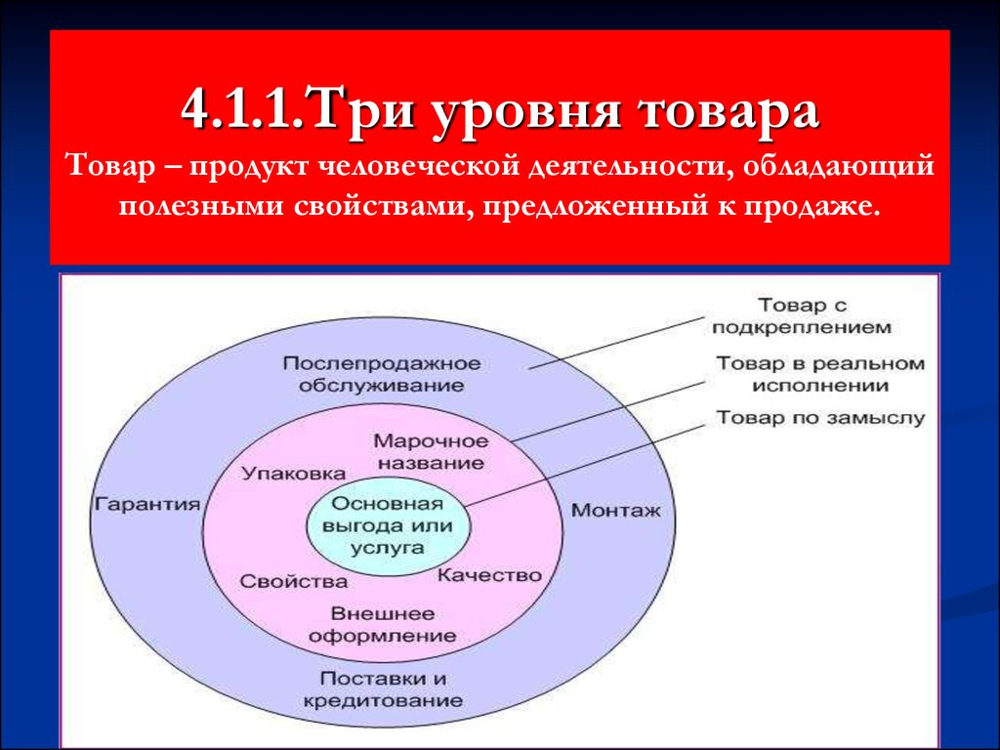 4.1.1.Три уровня товара
Товар – продукт человеческой деятельности, обладающий
полезными свойствами, предложенный к продаже.
Товар с
подкреплением
Товар в реальном
исполнении
Товар по замыслу
Послепродажное
обслуживание
Марочное
название
Упаковка
Гарантия
Основная
выгода или
услуга
Монтаж
Свойства
Качество
Внешнее
оформление
Поставки и
кредитование